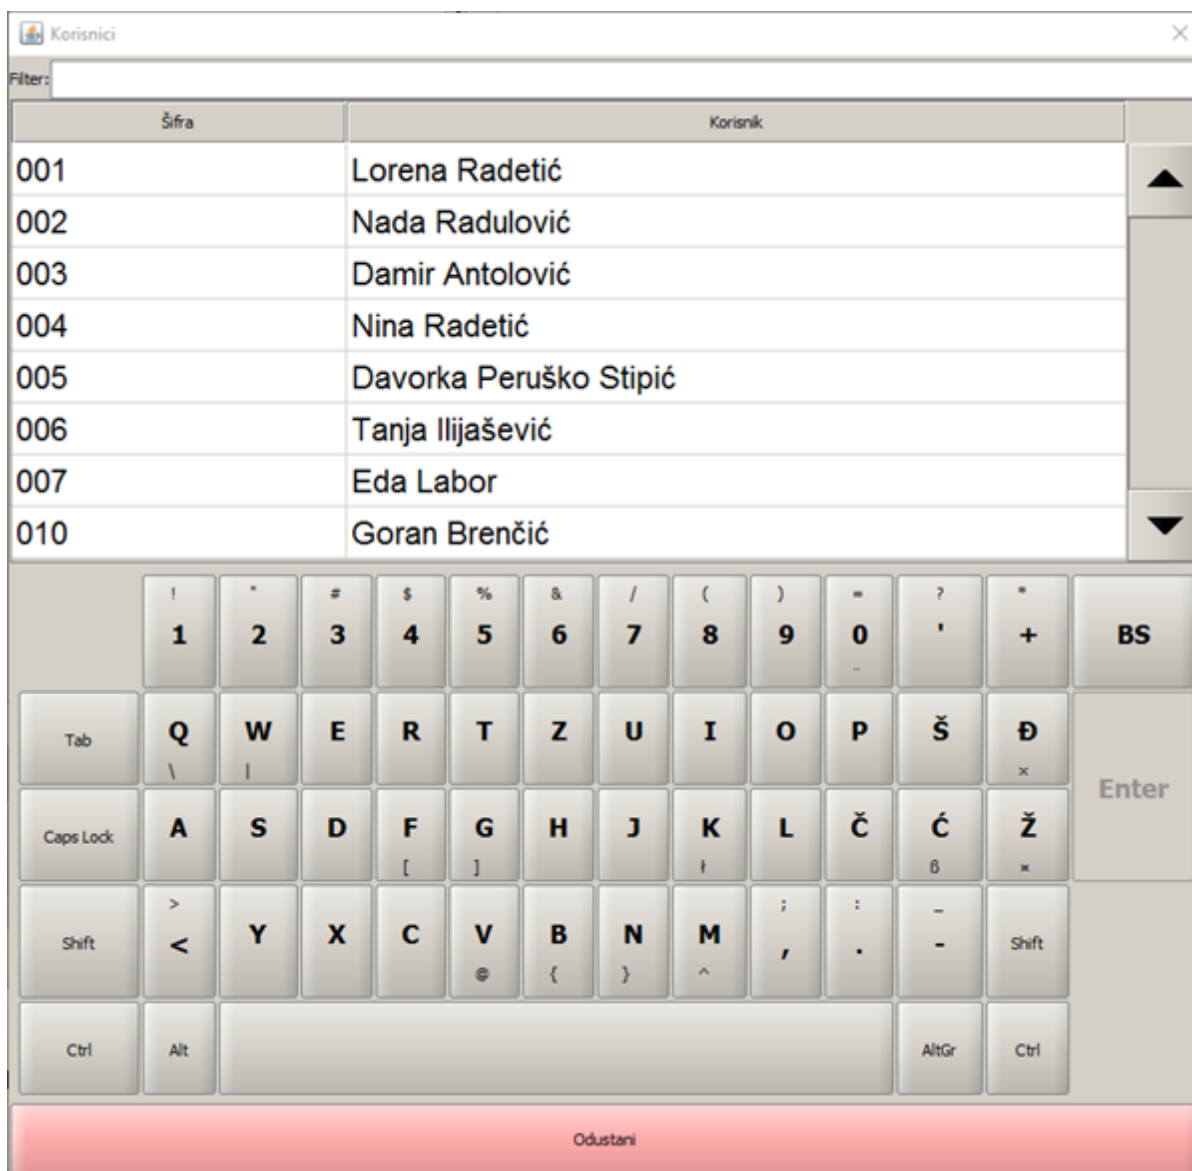 Korisnici
Filter:
Šifra Korisnik
001 Lorena Radetić
002 Nada Radulović
003 Damir Antolović
004 Nina Radetić
005 Davorka Peruško Stipić
006 Tanja Ilijašević
007 Eda Labor
010 Goran Brenčić
! " # $ % & / ( ) = ? *
1 2 3 4 5 6 7 8 9 0 ' + BS
¨
Tab Q W E R T Z U I O P Š Đ
\ | ×
Enter
Caps Lock A S D F G H J K L Č Ć Ž
[ ] ł ß ¤
> ; : _
Shift < Y X C V B N M , . - Shift
@ { } ^
Ctrl Alt AltGr Ctrl
Odustani